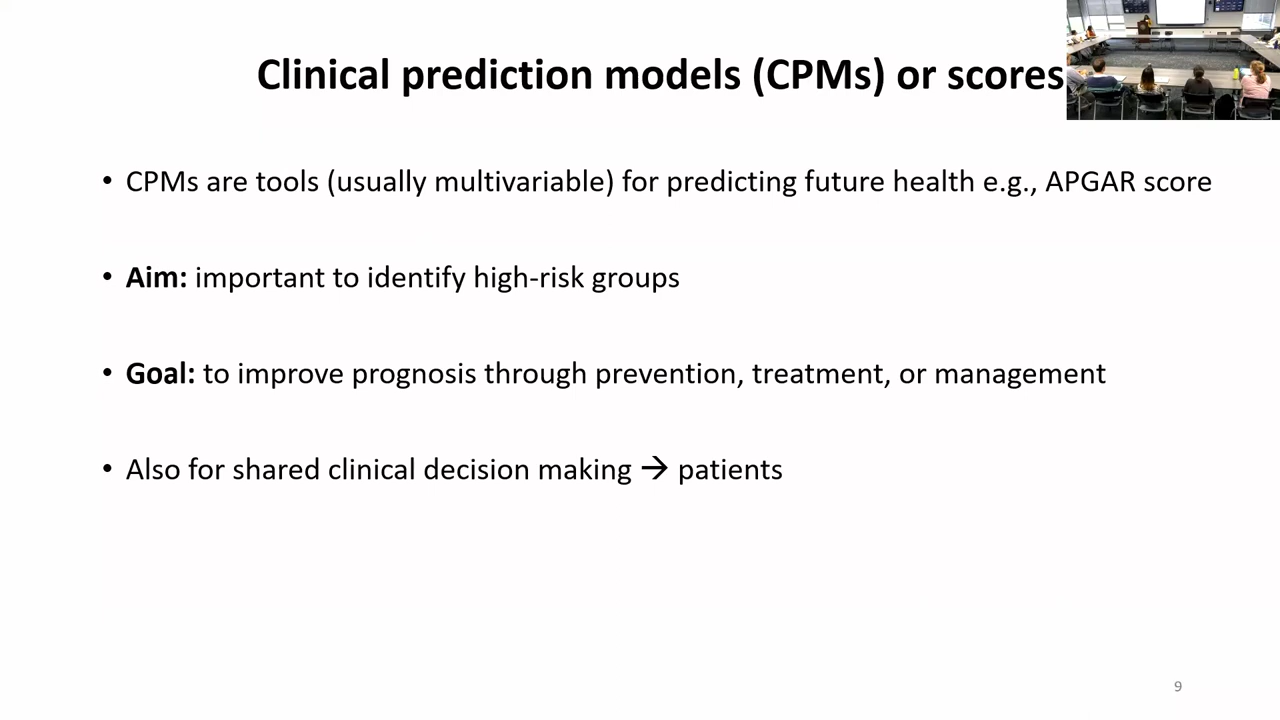 Clinical prediction models (CPMs) or scores
• CPMs are tools (usually multivariable) for predicting future health e.g., APGAR score
• Aim: important to identify high-risk groups
• Goal: to improve prognosis through prevention, treatment, or management
• Also for shared clinical decision making → patients
9